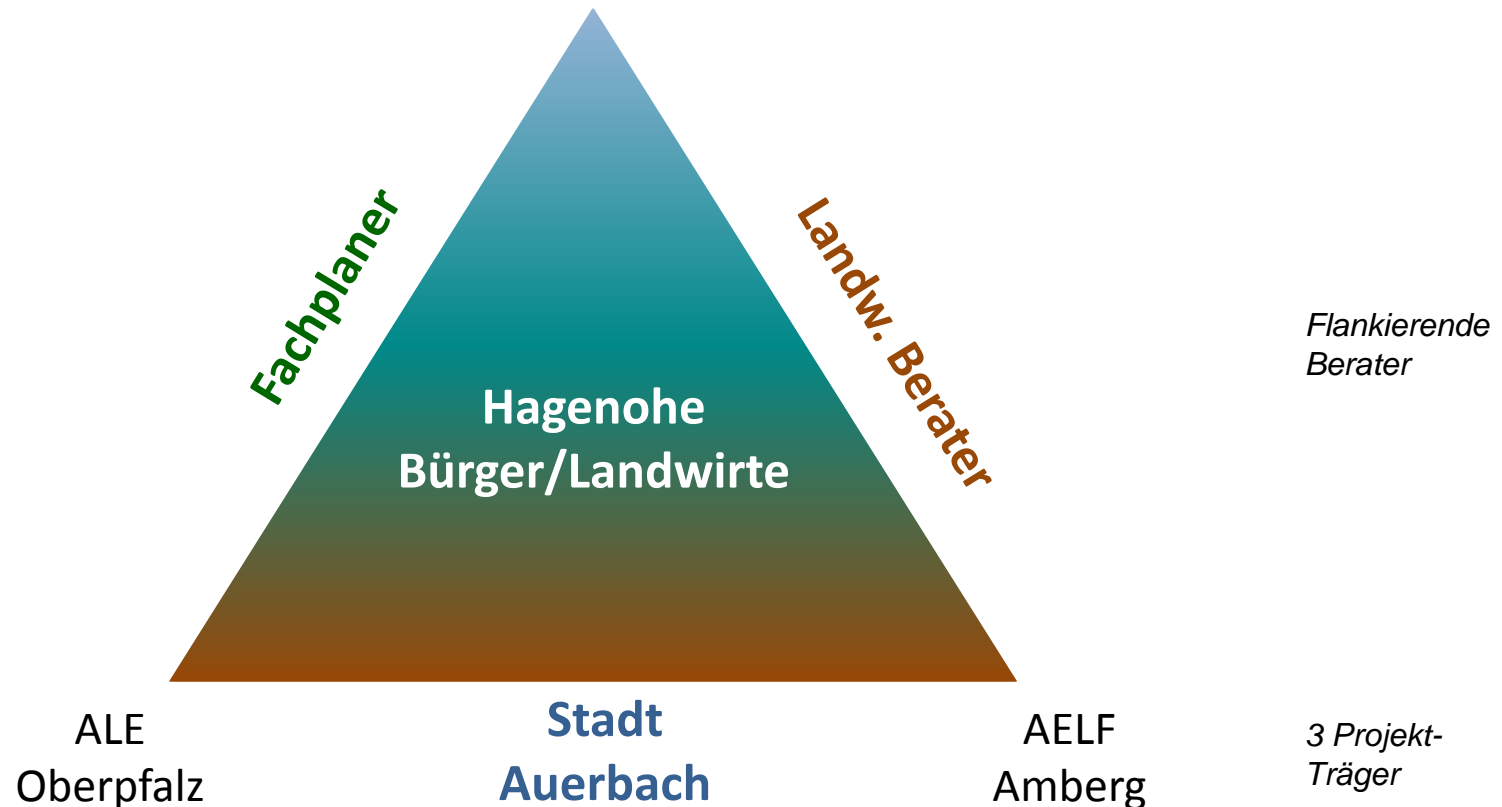 Fachplaner
Landw. Berater
Flankierende
Berater
Hagenohe
Bürger/Landwirte
ALE
Oberpfalz
Stadt
Auerbach
AELF
Amberg
3 Projekt-
Träger